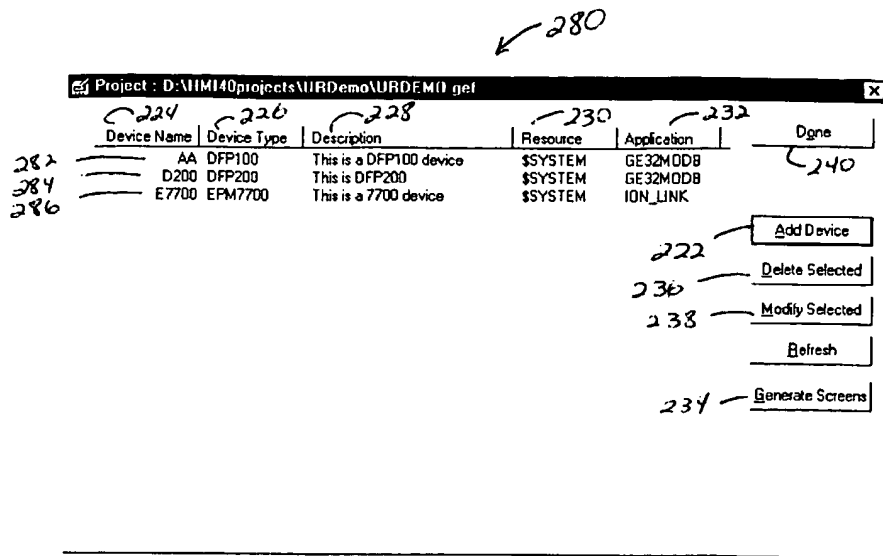 280
Project : D:\HMI40projects\URDemo\URDEMO.gef
224 226 228 230 232
Device Name Device Type Description Resource Application Done
240
282 AA DFP100 This is a DFP100 device $SYSTEM GE32MODB
284 D200 DFP200 This is DFP200 $SYSTEM GE32MODB
286 E7700 EPM7700 This is a 7700 device $SYSTEM ION_LINK
222 Add Device
236 Delete Selected
238 Modify Selected
Refresh
234 Generate Screens